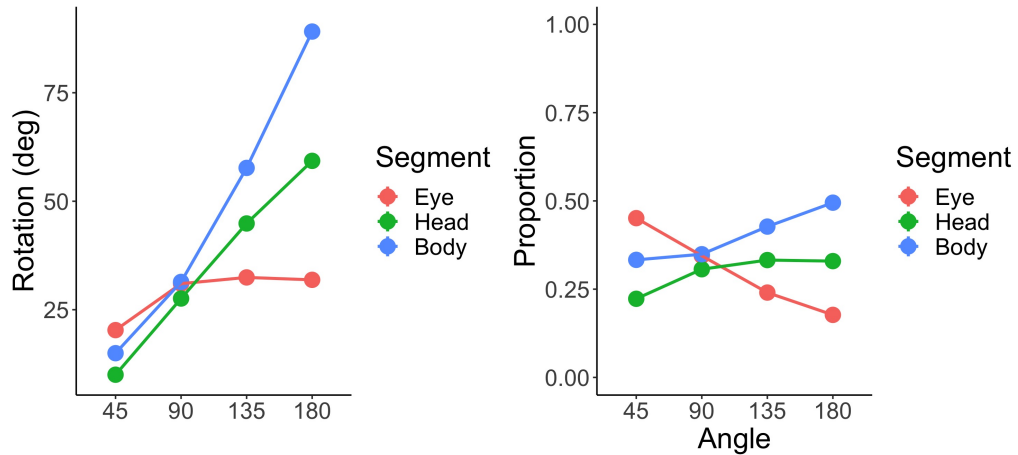 Rotation (deg)
75
50
25
45 90 135 180
Segment
Eye
Head
Body
Proportion
1.00
0.75
0.50
0.25
0.00
45 90 135 180
Angle
Segment
Eye
Head
Body